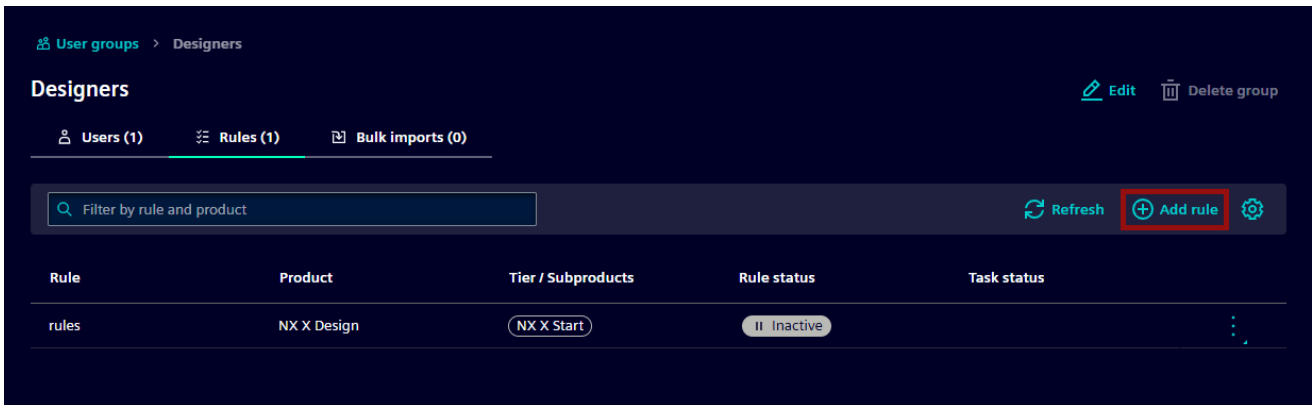 User groups > Designers
Designers
Edit Delete group
Users (1) Rules (1) Bulk imports (0)
Filter by rule and product Refresh Add rule
Rule Product Tier / Subproducts Rule status Task status
rules NX X Design NX X Start Inactive